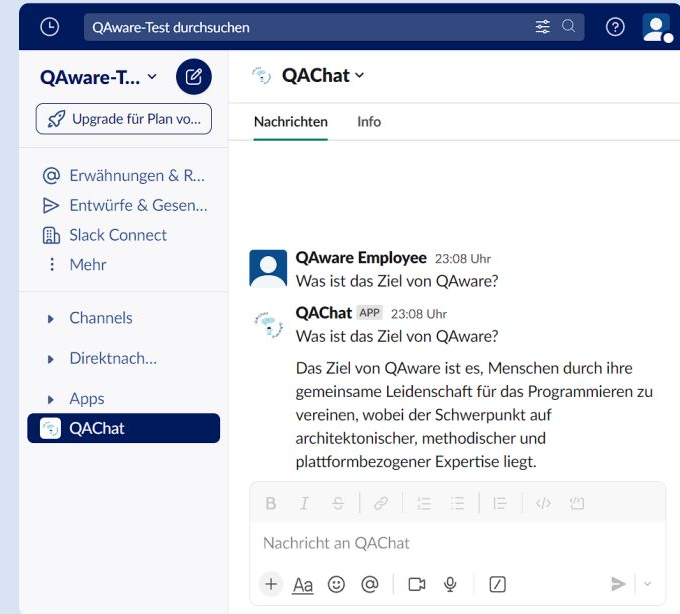 QAware-Test durchsuchen
QAware-T...
Upgrade für Plan vo...
Erwähnungen & R...
Entwürfe & Gesen...
Slack Connect
Mehr
Channels
Direktnach...
Apps
QAChat
QAChat
Nachrichten Info
QAware Employee 23:08 Uhr
Was ist das Ziel von QAware?
QAChat APP 23:08 Uhr
Was ist das Ziel von QAware?
Das Ziel von QAware ist es, Menschen durch ihre
gemeinsame Leidenschaft für das Programmieren zu
vereinen, wobei der Schwerpunkt auf
architektonischer, methodischer und
plattformbezogener Expertise liegt.
B I S
Nachricht an QAChat
Aa